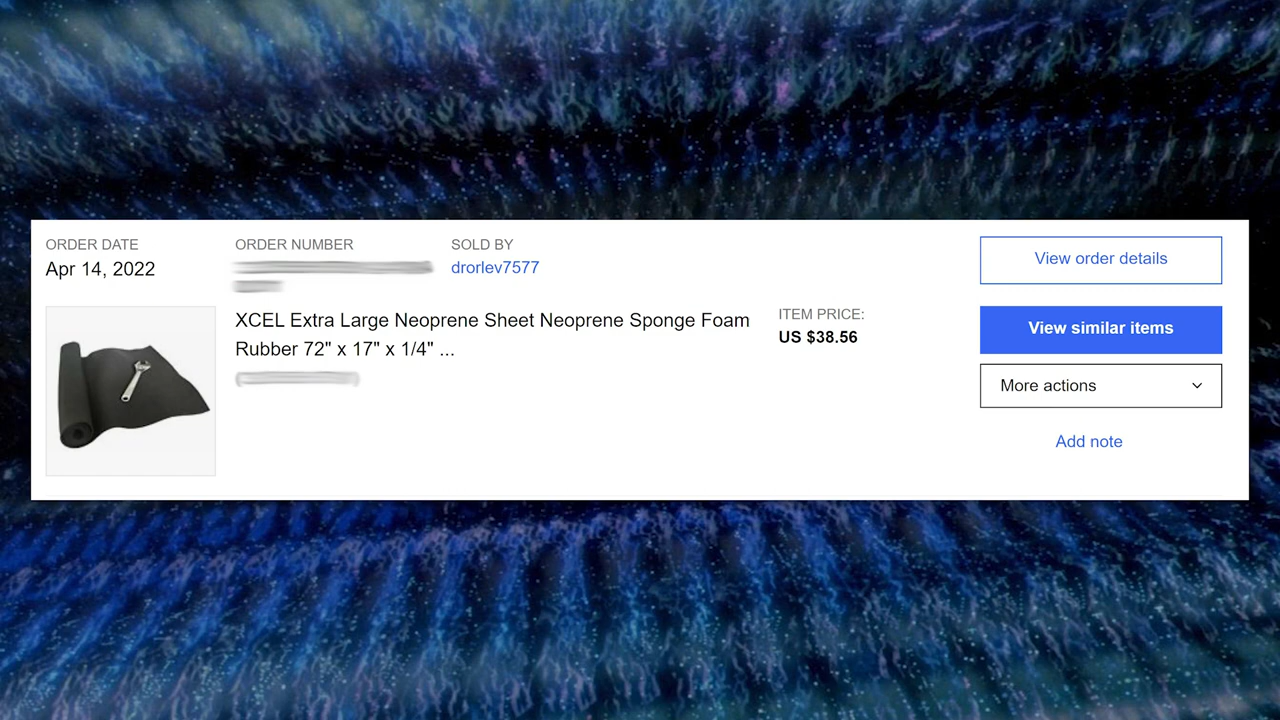 ORDER DATE
Apr 14, 2022
ORDER NUMBER
SOLD BY
drorlev7577
View order details
XCEL Extra Large Neoprene Sheet Neoprene Sponge Foam
Rubber 72" x 17" x 1/4" ...
ITEM PRICE:
US $38.56
View similar items
More actions
Add note